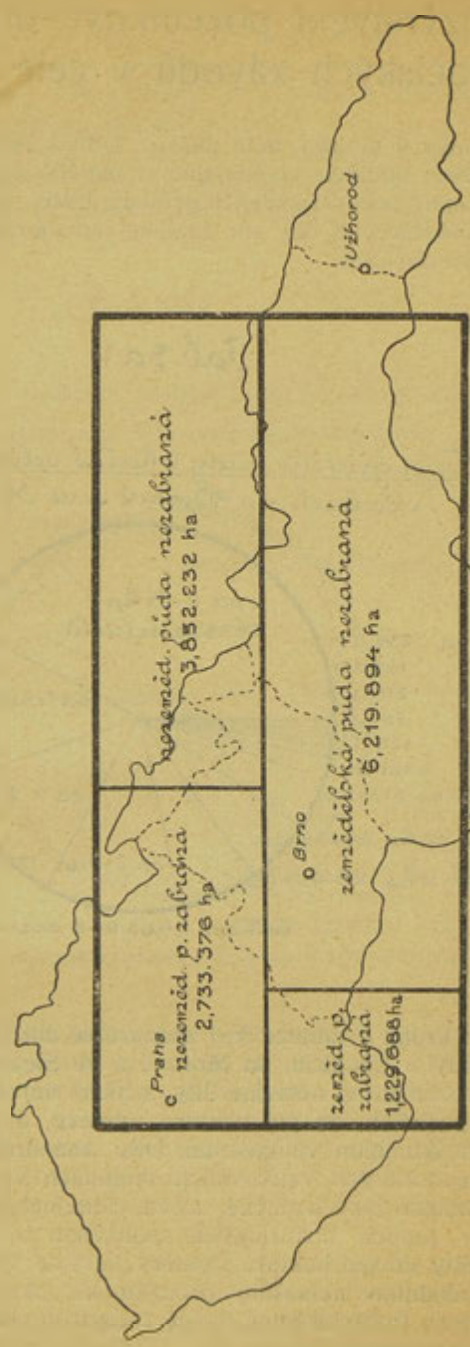 Praha
nezeměd. p. zabraná
2,733.376 ha
nezeměd. půda nezabraná
3,852.232 ha
Užhorod
Brno
zeměd. p.
zabraná
1,229.688 ha
zemědělská půda nezabraná
6,219.894 ha